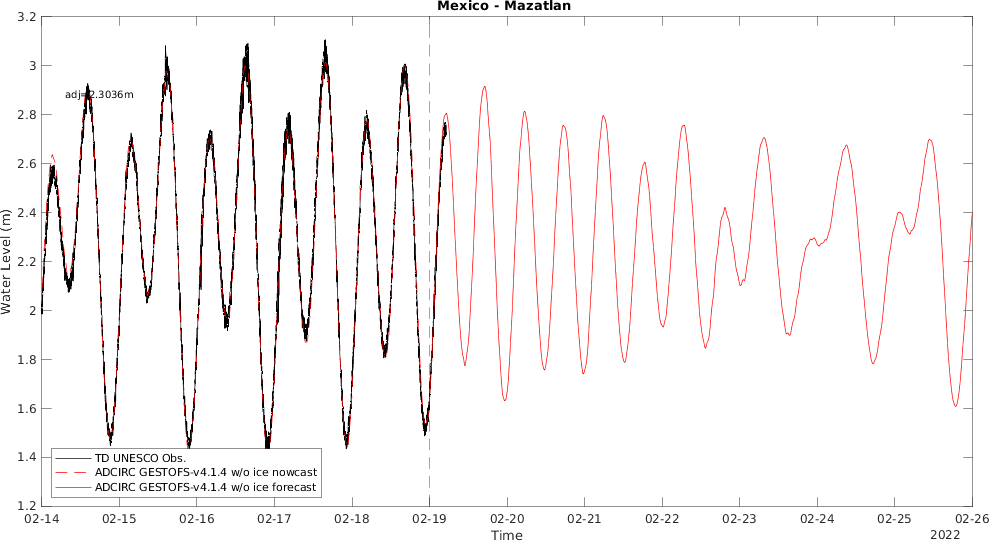 Mexico - Mazatlan
3.2
3
2.8
2.6
2.4
2.2
2
1.8
1.6
1.4
1.2
Water Level (m)
adj=2.3036m
TD UNESCO Obs.
ADCIRC GESTOFS-v4.1.4 w/o ice nowcast
ADCIRC GESTOFS-v4.1.4 w/o ice forecast
02-14 02-15 02-16 02-17 02-18 02-19 02-20 02-21 02-22 02-23 02-24 02-25 02-26
Time
2022